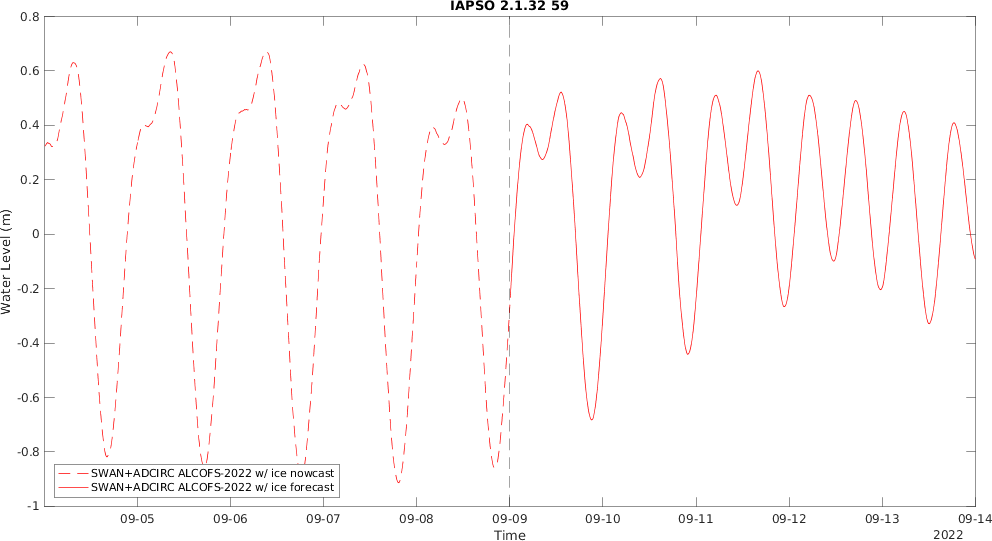 IAPSO 2.1.32 59
0.8
0.6
0.4
0.2
0
-0.2
-0.4
-0.6
-0.8
-1
Water Level (m)
SWAN+ADCIRC ALCOFS-2022 w/ ice nowcast
SWAN+ADCIRC ALCOFS-2022 w/ ice forecast
09-05 09-06 09-07 09-08 09-09 09-10 09-11 09-12 09-13 09-14
Time
2022